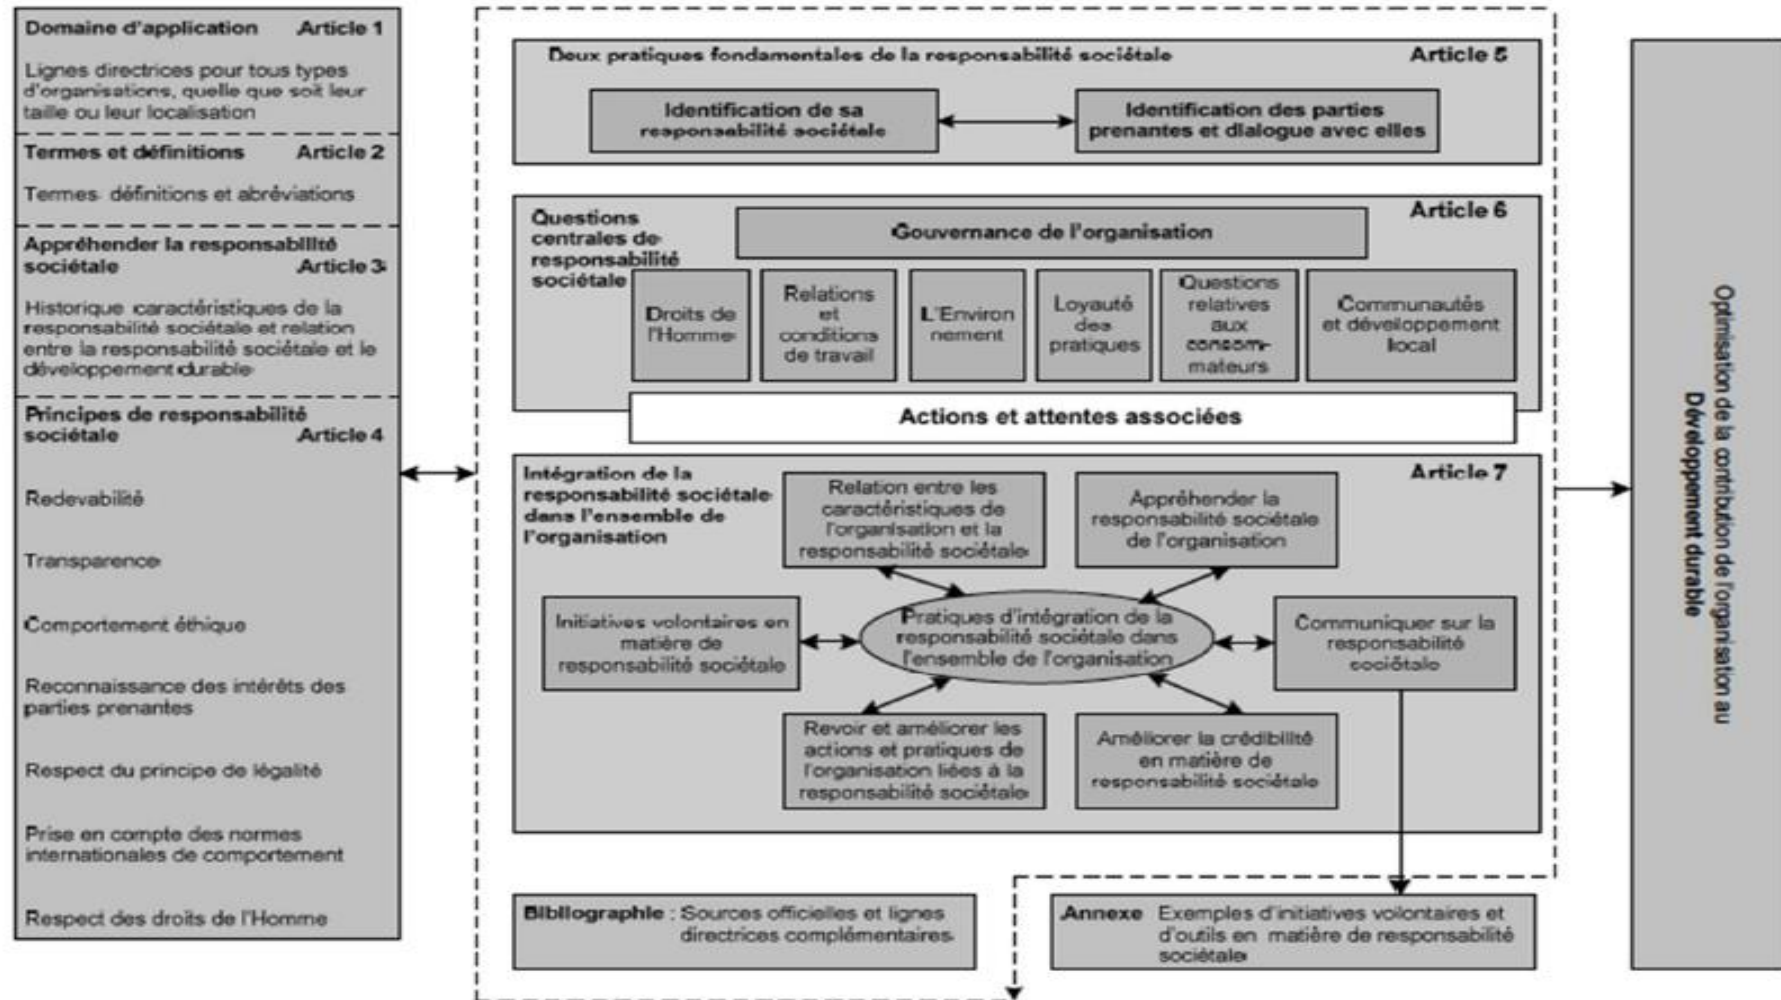 Domaine d'application Article 1
Lignes directrices pour tous types
d'organisations, quelle que soit leur
taille ou leur localisation
Termes et définitions Article 2
Termes définitions et abréviations
Appréhender la responsabilité
sociétale Article 3
Historique caractéristiques de la
responsabilité sociétale et relation
entre la responsabilité sociétale et le
développement durable
Principes de responsabilité
sociétale Article 4
Redevabilité
Transparence
Comportement éthique
Reconnaissance des intérêts des
parties prenantes
Respect du principe de légalité
Prise en compte des normes
internationales de comportement
Respect des droits de l'Homme
Deux pratiques fondamentales de la responsabilité sociétale Article 5
Identification de sa
responsabilité sociétale
Identification des parties
prenantes et dialogue avec elles
Questions
centrales de
responsabilité
sociétale
Article 6
Gouvernance de l'organisation
Droits de
l'Homme
Relations
et
conditions
de travail
L'Environ
nement
Loyauté
des
pratiques
Questions
relatives
aux
consom-
mateurs
Communautés
et développement
local
Actions et attentes associées
Intégration de la
responsabilité sociétale
dans l'ensemble de
l'organisation
Article 7
Relation entre les
caractéristiques de
l'organisation et la
responsabilité sociétale
Appréhender la
responsabilité sociétale
de l'organisation
Initiatives volontaires en
matière de
responsabilité sociétale
Pratiques d'intégration de la
responsabilité sociétale dans
l'ensemble de l'organisation
Communiquer sur la
responsabilité
sociétale
Revoir et améliorer les
actions et pratiques de
l'organisation liées à la
responsabilité sociétale
Améliorer la crédibilité
en matière de
responsabilité sociétale
Bibliographie : Sources officielles et lignes
directrices complémentaires
Annexe Exemples d'initiatives volontaires et
d'outils en matière de responsabilité
sociétale
Optimisation de la contribution de l'organisation au
Développement durable